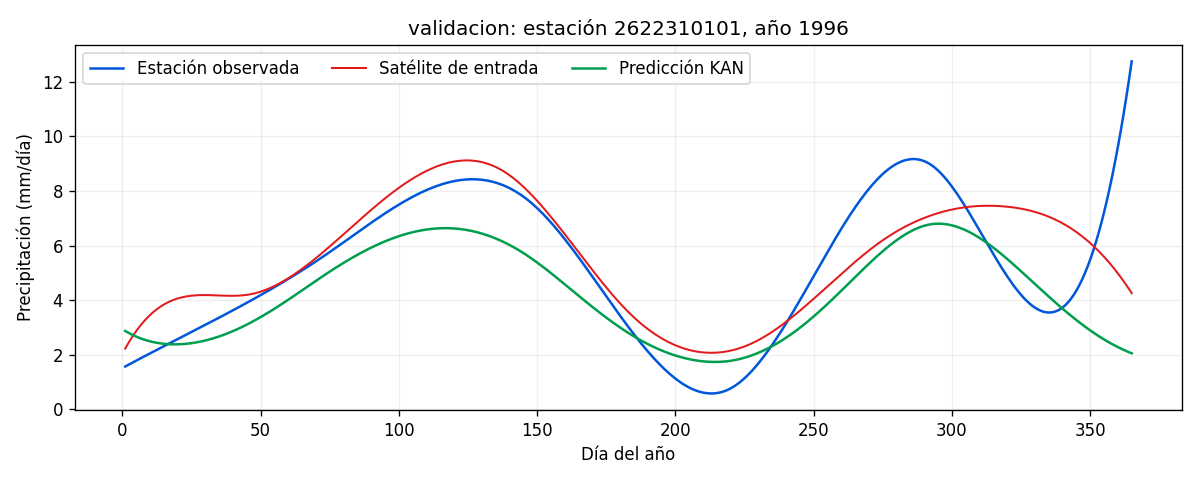 validacion: estación 2622310101, año 1996
Estación observada
Satélite de entrada
Predicción KAN
Precipitación (mm/día)
12
10
8
6
4
2
0
0
50
100
150
200
250
300
350
Día del año